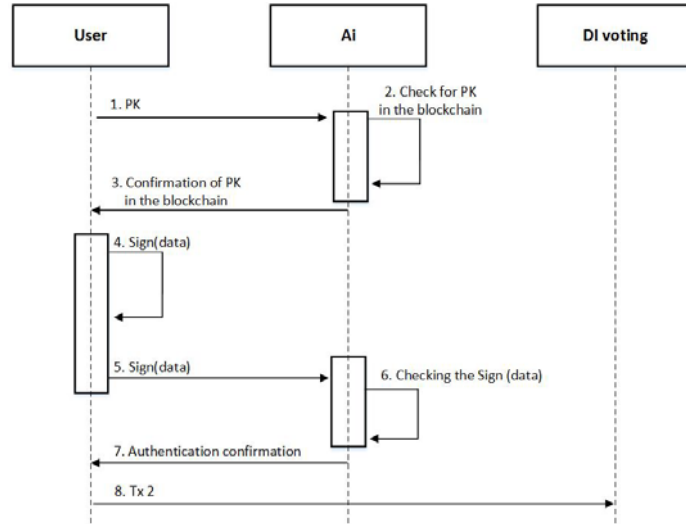 User
Ai
DI voting
1. PK
2. Check for PK
in the blockchain
3. Confirmation of PK
in the blockchain
4. Sign(data)
5. Sign(data)
6. Checking the Sign (data)
7. Authentication confirmation
8. Tx 2